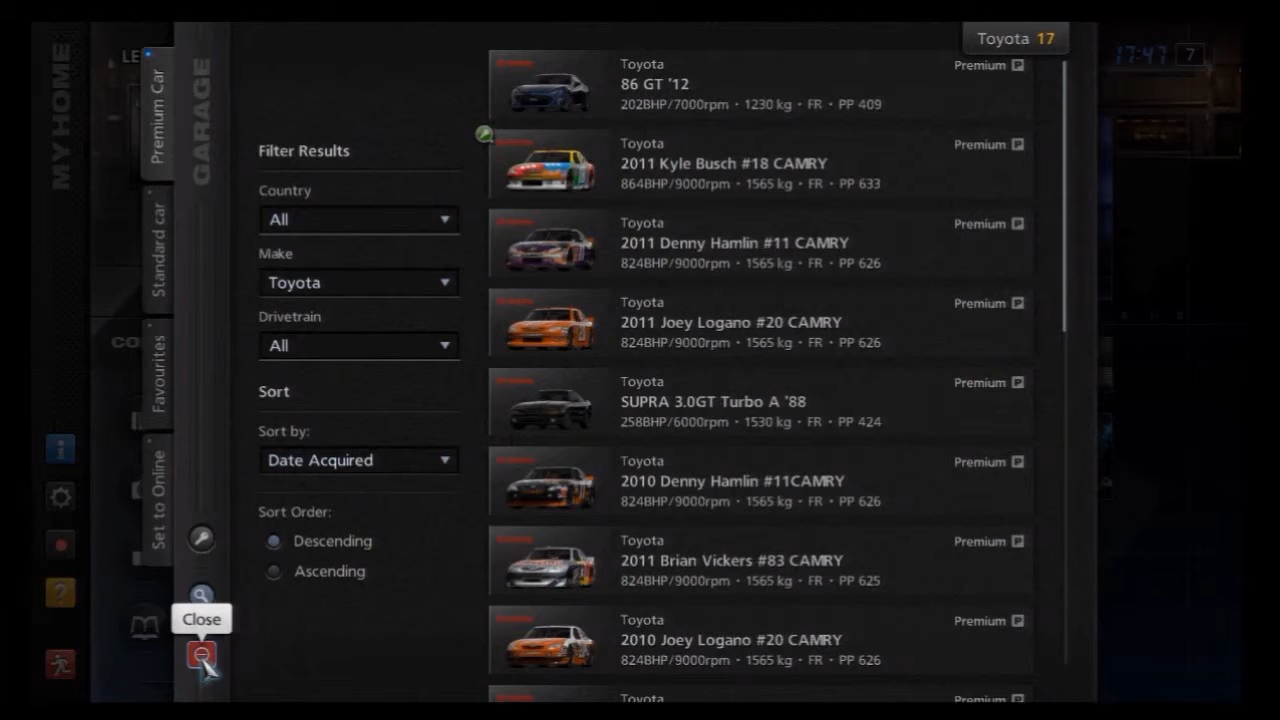 MY HOME
LE
Premium Car
Standard car
Favourites
Set to Online
GARAGE
Toyota 17
17:47 7
Filter Results
Country
All
Make
Toyota
Drivetrain
All
Sort
Sort by:
Date Acquired
Sort Order:
Descending
Ascending
Close
Toyota
Premium P
86 GT '12
202BHP/7000rpm · 1230 kg · FR · PP 409
Toyota
Premium P
2011 Kyle Busch #18 CAMRY
864BHP/9000rpm · 1565 kg · FR · PP 633
Toyota
Premium P
2011 Denny Hamlin #11 CAMRY
824BHP/9000rpm · 1565 kg · FR · PP 626
Toyota
Premium P
2011 Joey Logano #20 CAMRY
824BHP/9000rpm · 1565 kg · FR · PP 626
Toyota
Premium P
SUPRA 3.0GT Turbo A '88
258BHP/6000rpm · 1530 kg · FR · PP 424
Toyota
Premium P
2010 Denny Hamlin #11CAMRY
824BHP/9000rpm · 1565 kg · FR · PP 626
Toyota
Premium P
2011 Brian Vickers #83 CAMRY
824BHP/9000rpm · 1565 kg · FR · PP 625
Toyota
Premium P
2010 Joey Logano #20 CAMRY
824BHP/9000rpm · 1565 kg · FR · PP 626
Toyota
Premium P